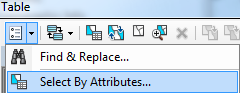 Table
Find & Replace...
Select By Attributes...